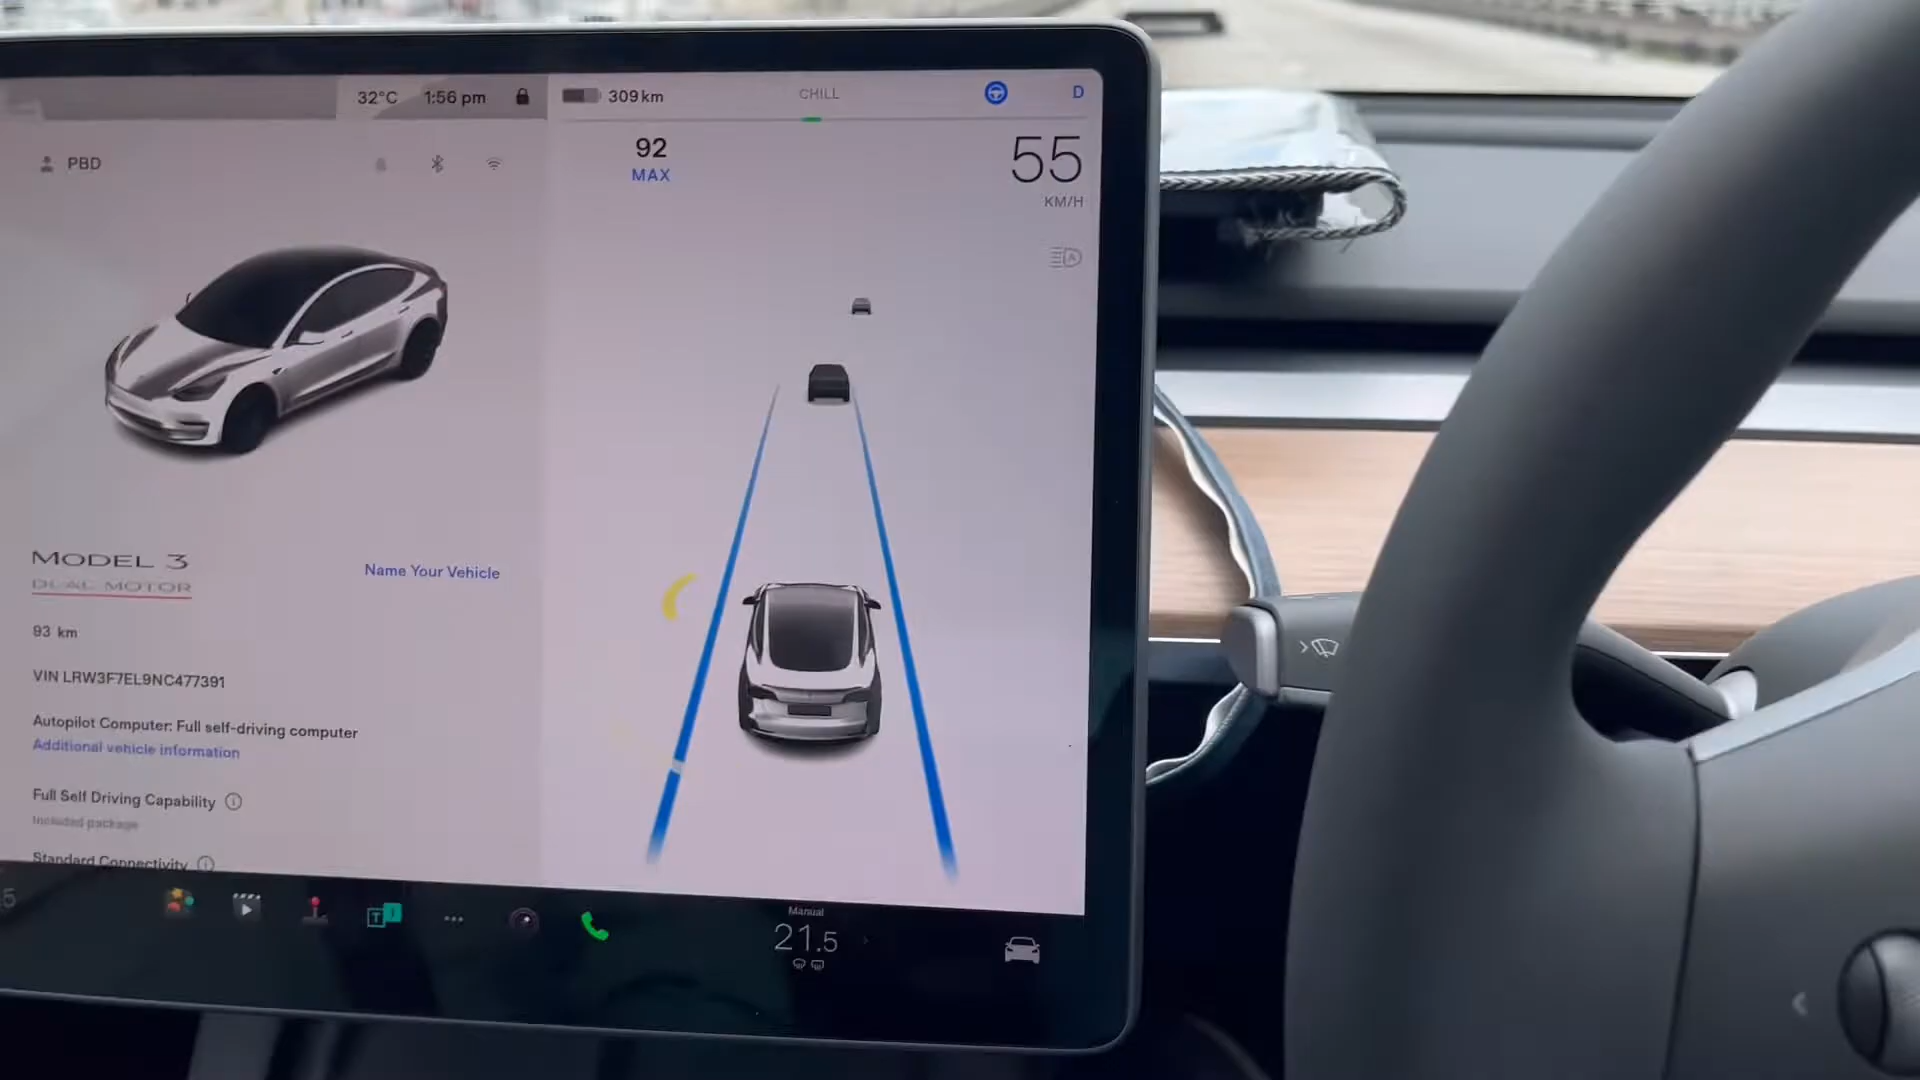 32°C 1:56 pm
309 km CHILL D
92
MAX
55
KM/H
PBD
MODEL 3
DUAL MOTOR
Name Your Vehicle
93 km
VIN LRW3F7EL9NC477391
Autopilot Computer: Full self-driving computer
Additional vehicle information
Full Self Driving Capability
Included package
Standard Connectivity
Manual
21.5